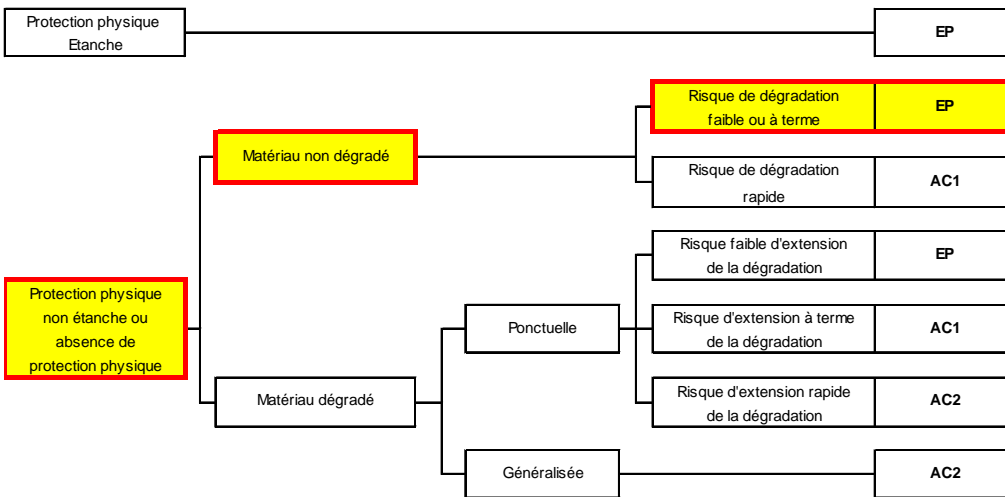 Protection physique
Etanche
EP
Risque de dégradation
faible ou à terme
EP
Matériau non dégradé
Risque de dégradation
rapide
AC1
Risque faible d'extension
de la dégradation
EP
Protection physique
non étanche ou
absence de
protection physique
Ponctuelle
Risque d'extension à terme
de la dégradation
AC1
Matériau dégradé
Risque d'extension rapide
de la dégradation
AC2
Généralisée
AC2